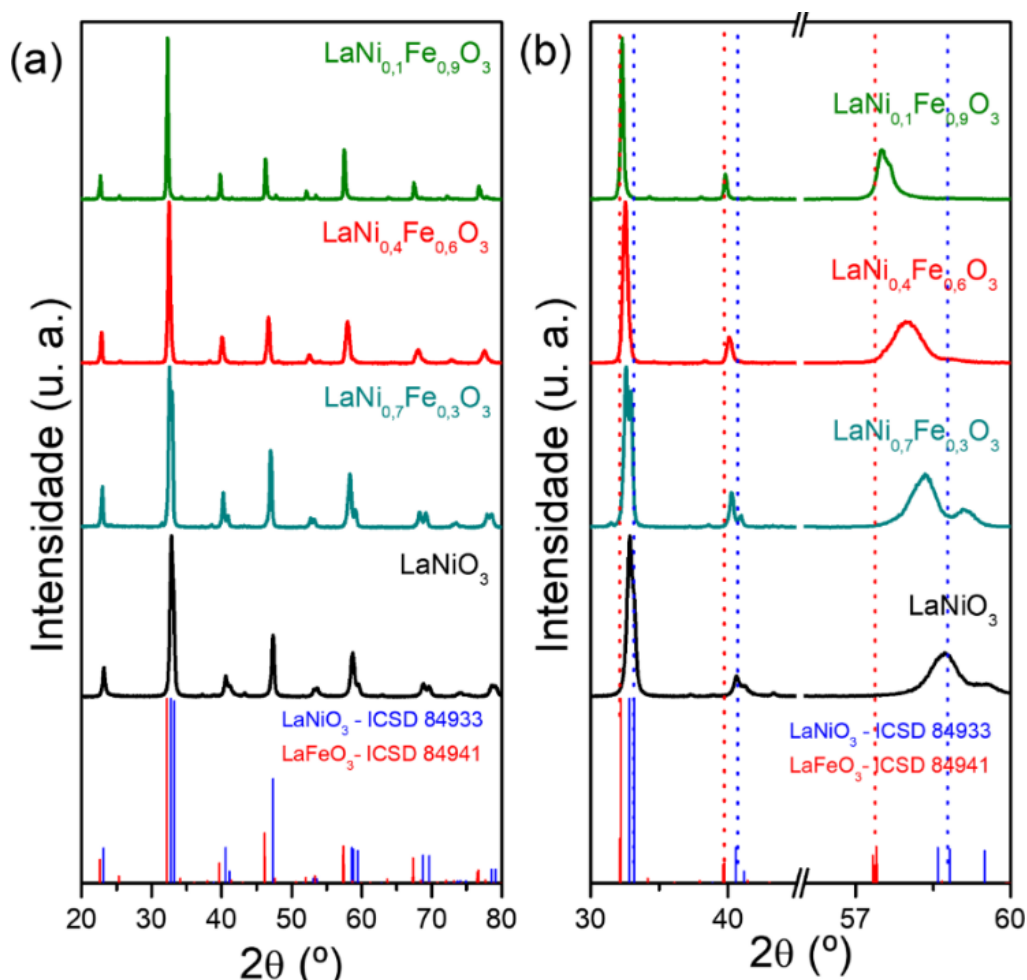 (a)
LaNi0,1Fe0,9O3
LaNi0,4Fe0,6O3
LaNi0,7Fe0,3O3
LaNiO3
LaNiO3 - ICSD 84933
LaFeO3- ICSD 84941
Intensidade (u. a.)
20 30 40 50 60 70 80
2θ (º)
(b)
LaNi0,1Fe0,9O3
LaNi0,4Fe0,6O3
LaNi0,7Fe0,3O3
LaNiO3
LaNiO3 - ICSD 84933
LaFeO3- ICSD 84941
Intensidade (u. a.)
30 40 57 60
2θ (º)